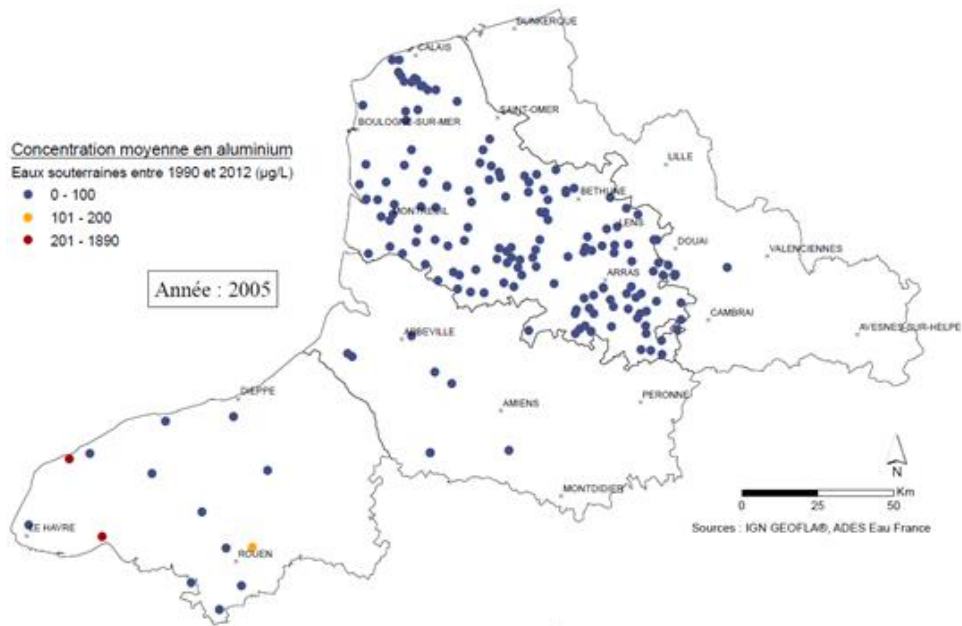 DUNKERQUE
CALAIS
SAINT-OMER
BOULOGNE-SUR-MER
Concentration moyenne en aluminium
Eaux souterraines entre 1990 et 2012 (µg/L)
0 - 100
101 - 200
201 - 1890
LILLE
BETHUNE
MONTREUIL
LENS
DOUAI
VALENCIENNES
Année : 2005
ARRAS
CAMBRAI
ABBEVILLE
AVESNES-SUR-HELPE
DIEPPE
AMIENS
PERONNE
N
MONTDIDIER
0 25 50 Km
LE HAVRE
Sources : IGN GEOFLA®, ADES Eau France
ROUEN